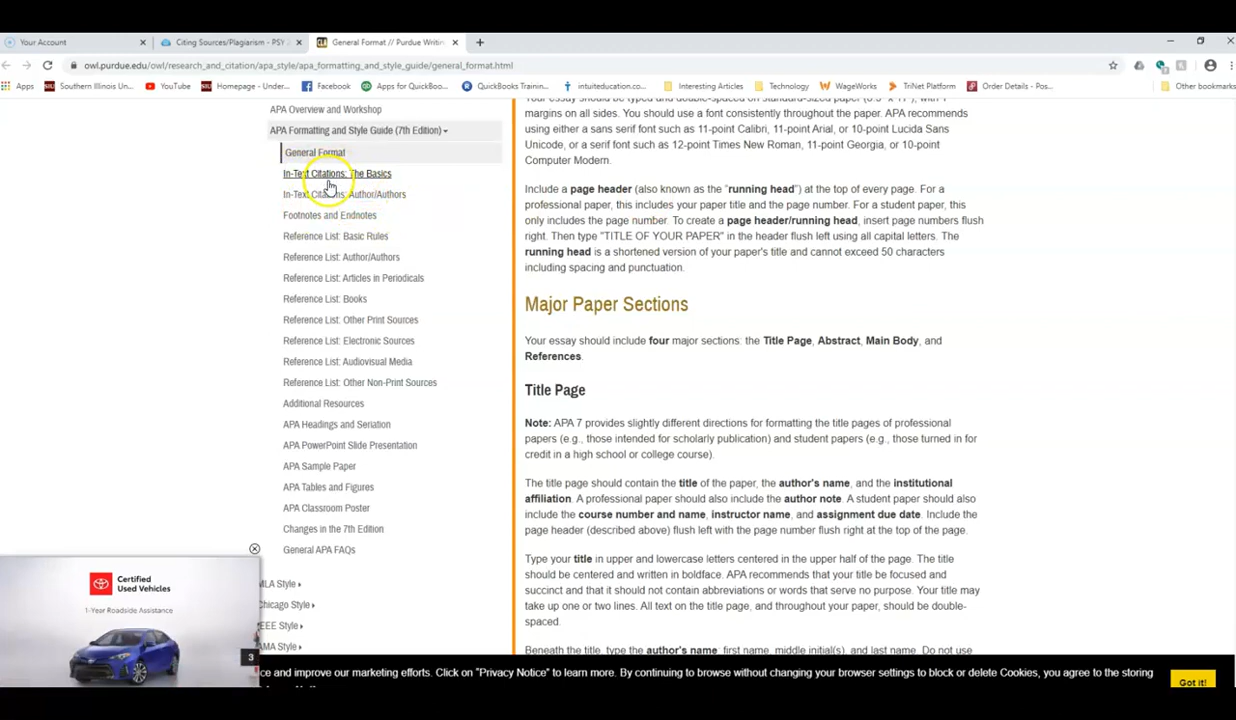 Your Account
Citing Sources/Plagiarism - PSY
General Format // Purdue Writin
owl.purdue.edu/owl/research_and_citation/apa_style/apa_formatting_and_style_guide/general_format.html
Apps Southern Illinois Un... YouTube Homepage - Under... Facebook Apps for QuickBoo... QuickBooks Training... intuiteducation.co... Interesting Articles Technology WageWorks TriNet Platform Order Details - Pos... Other bookmarks
APA Overview and Workshop
APA Formatting and Style Guide (7th Edition)
General Format
In-Text Citations: The Basics
In-Text Citations: Author/Authors
Footnotes and Endnotes
Reference List: Basic Rules
Reference List: Author/Authors
Reference List: Articles in Periodicals
Reference List: Books
Reference List: Other Print Sources
Reference List: Electronic Sources
Reference List: Audiovisual Media
Reference List: Other Non-Print Sources
Additional Resources
APA Headings and Seriation
APA PowerPoint Slide Presentation
APA Sample Paper
APA Tables and Figures
APA Classroom Poster
Changes in the 7th Edition
General APA FAQs
MLA Style
Chicago Style
IEEE Style
AMA Style
Certified
Used Vehicles
1-Year Roadside Assistance
3
margins on all sides. You should use a font consistently throughout the paper. APA recommends
using either a sans serif font such as 11-point Calibri, 11-point Arial, or 10-point Lucida Sans
Unicode, or a serif font such as 12-point Times New Roman, 11-point Georgia, or 10-point
Computer Modern.
Include a page header (also known as the "running head") at the top of every page. For a
professional paper, this includes your paper title and the page number. For a student paper, this
only includes the page number. To create a page header/running head, insert page numbers flush
right. Then type "TITLE OF YOUR PAPER" in the header flush left using all capital letters. The
running head is a shortened version of your paper's title and cannot exceed 50 characters
including spacing and punctuation.
Major Paper Sections
Your essay should include four major sections: the Title Page, Abstract, Main Body, and
References.
Title Page
Note: APA 7 provides slightly different directions for formatting the title pages of professional
papers (e.g., those intended for scholarly publication) and student papers (e.g., those turned in for
credit in a high school or college course).
The title page should contain the title of the paper, the author's name, and the institutional
affiliation. A professional paper should also include the author note. A student paper should also
include the course number and name, instructor name, and assignment due date. Include the
page header (described above) flush left with the page number flush right at the top of the page.
Type your title in upper and lowercase letters centered in the upper half of the page. The title
should be centered and written in boldface. APA recommends that your title be focused and
succinct and that it should not contain abbreviations or words that serve no purpose. Your title may
take up one or two lines. All text on the title page, and throughout your paper, should be double-
spaced.
Beneath the title, type the author's name: first name, middle initial(s), and last name. Do not use
ce and improve our marketing efforts. Click on "Privacy Notice" to learn more. By continuing to browse without changing your browser settings to block or delete Cookies, you agree to the storing
Got it!